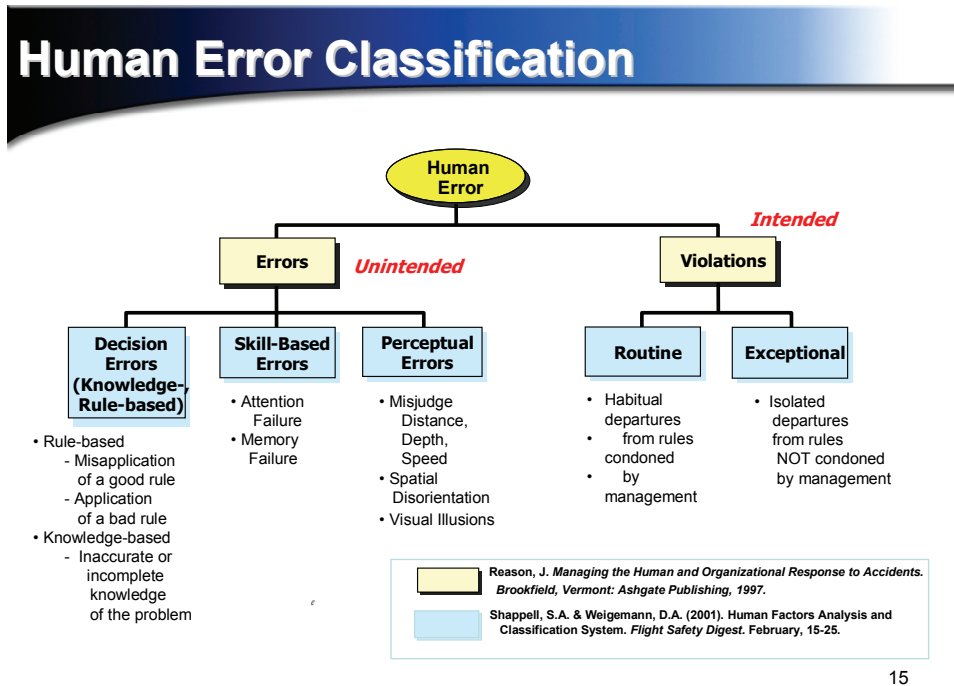 Human Error Classification
Human
Error
Intended
Errors
Unintended
Violations
Decision
Errors
(Knowledge-,
Rule-based)
• Rule-based
- Misapplication
of a good rule
- Application
of a bad rule
• Knowledge-based
- Inaccurate or
incomplete
knowledge
of the problem
Skill-Based
Errors
• Attention
Failure
• Memory
Failure
Perceptual
Errors
• Misjudge
Distance,
Depth,
Speed
• Spatial
Disorientation
• Visual Illusions
Routine
• Habitual
departures
• from rules
condoned
• by
management
Exceptional
• Isolated
departures
from rules
NOT condoned
by management
e
Reason, J. Managing the Human and Organizational Response to Accidents.
Brookfield, Vermont: Ashgate Publishing, 1997.
Shappell, S.A. & Weigemann, D.A. (2001). Human Factors Analysis and
Classification System. Flight Safety Digest. February, 15-25.
15